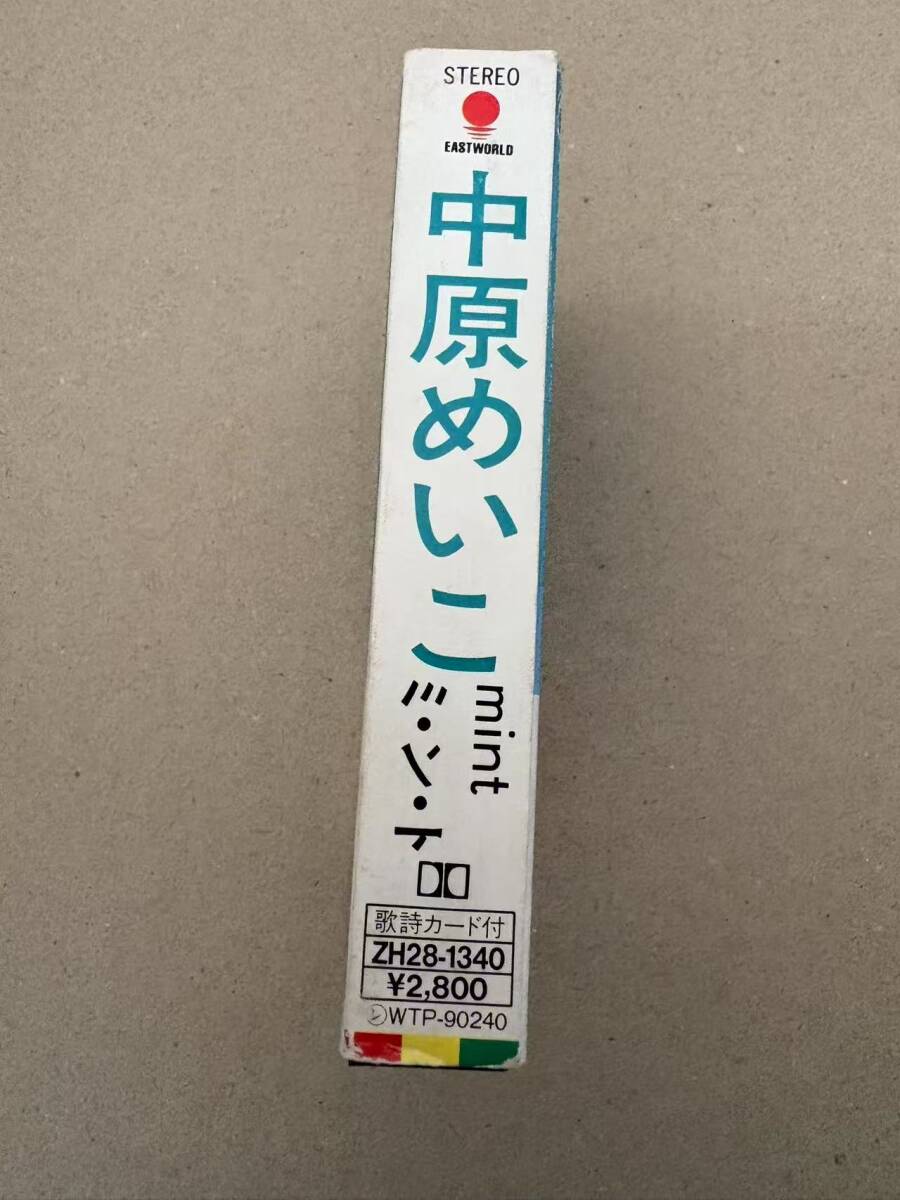 STEREO
EASTWORLD
中原めいこ
mint
ミ・ン・ト
歌詩カード付
ZH28-1340
¥2,800
WTP-90240